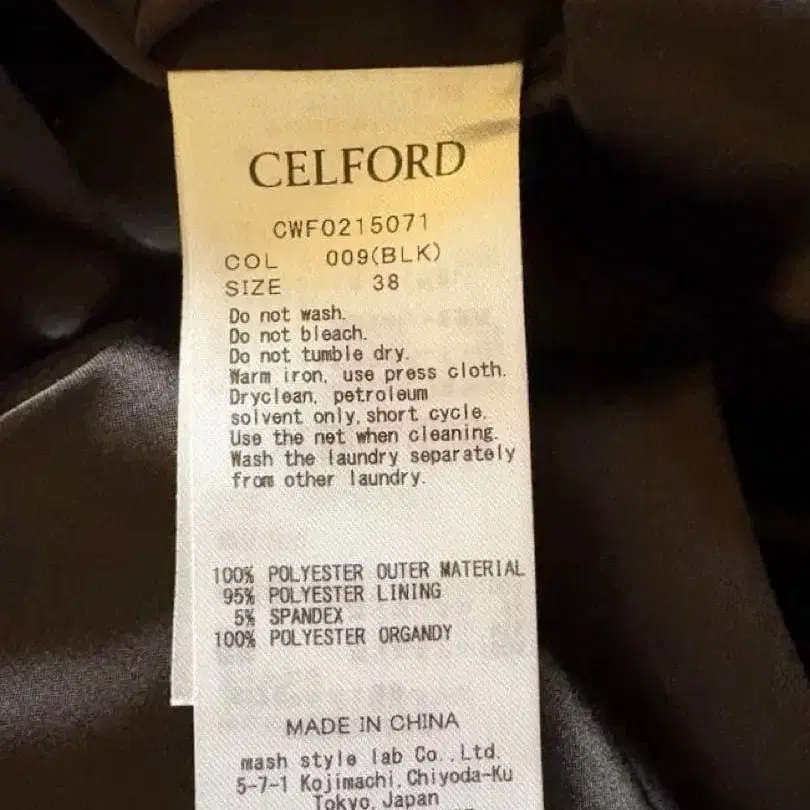 CELFORD
CWFO215071
COL 009(BLK)
SIZE 38
Do not wash.
Do not bleach.
Do not tumble dry.
Warm iron, use press cloth.
Dryclean, petroleum
solvent only, short cycle.
Use the net when cleaning.
Wash the laundry separately
from other laundry.
100% POLYESTER OUTER MATERIAL
95% POLYESTER LINING
5% SPANDEX
100% POLYESTER ORGANDY
MADE IN CHINA
mash style lab Co.,Ltd.
5-7-1 Kojimachi, Chiyoda-Ku
Tokyo, Japan